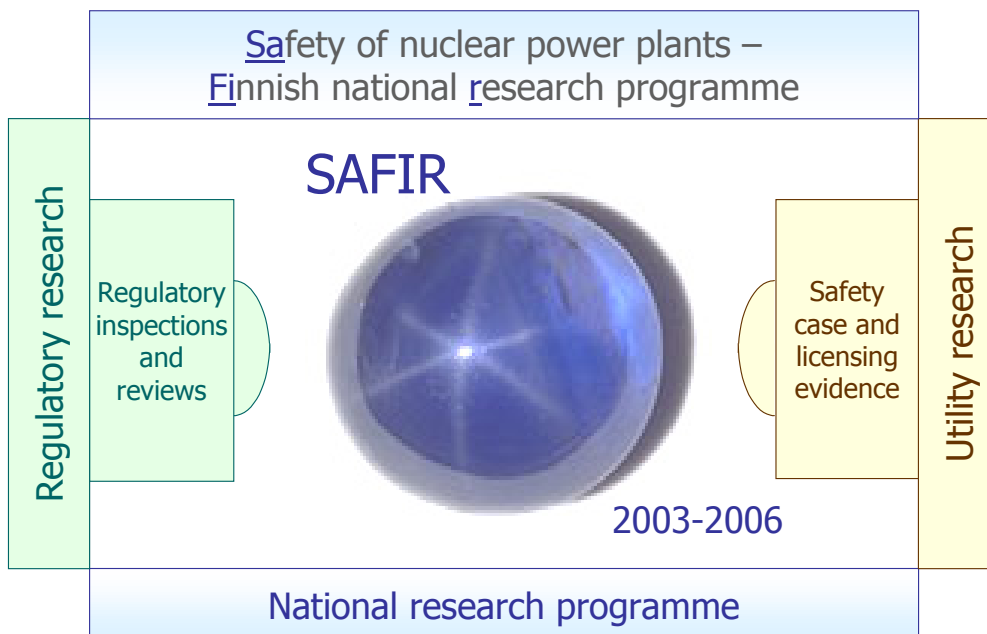 Safety of nuclear power plants –
Finnish national research programme
SAFIR
Regulatory research
Regulatory
inspections
and
reviews
Safety
case and
licensing
evidence
Utility research
2003-2006
National research programme